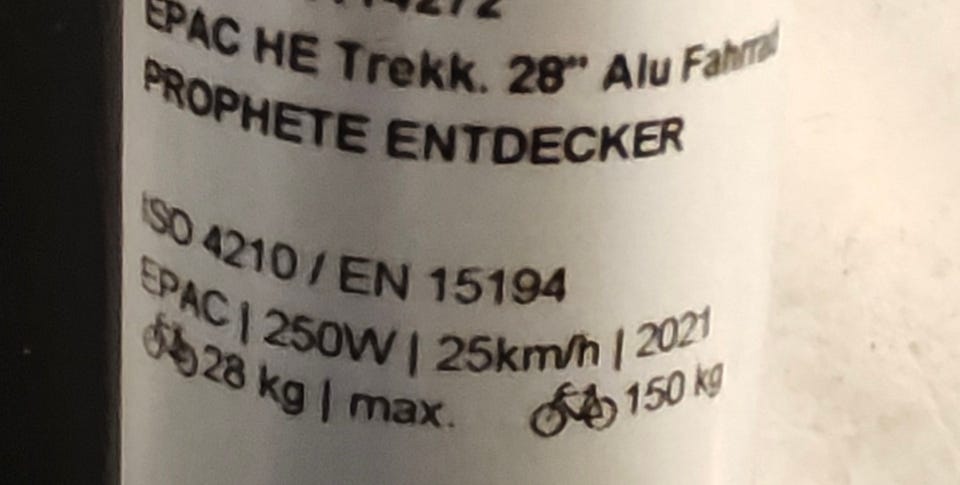 EPAC HE Trekk. 28" Alu Fahrrad
PROPHETE ENTDECKER
ISO 4210 / EN 15194
EPAC | 250W | 25km/h | 2021
28 kg | max. 150 kg